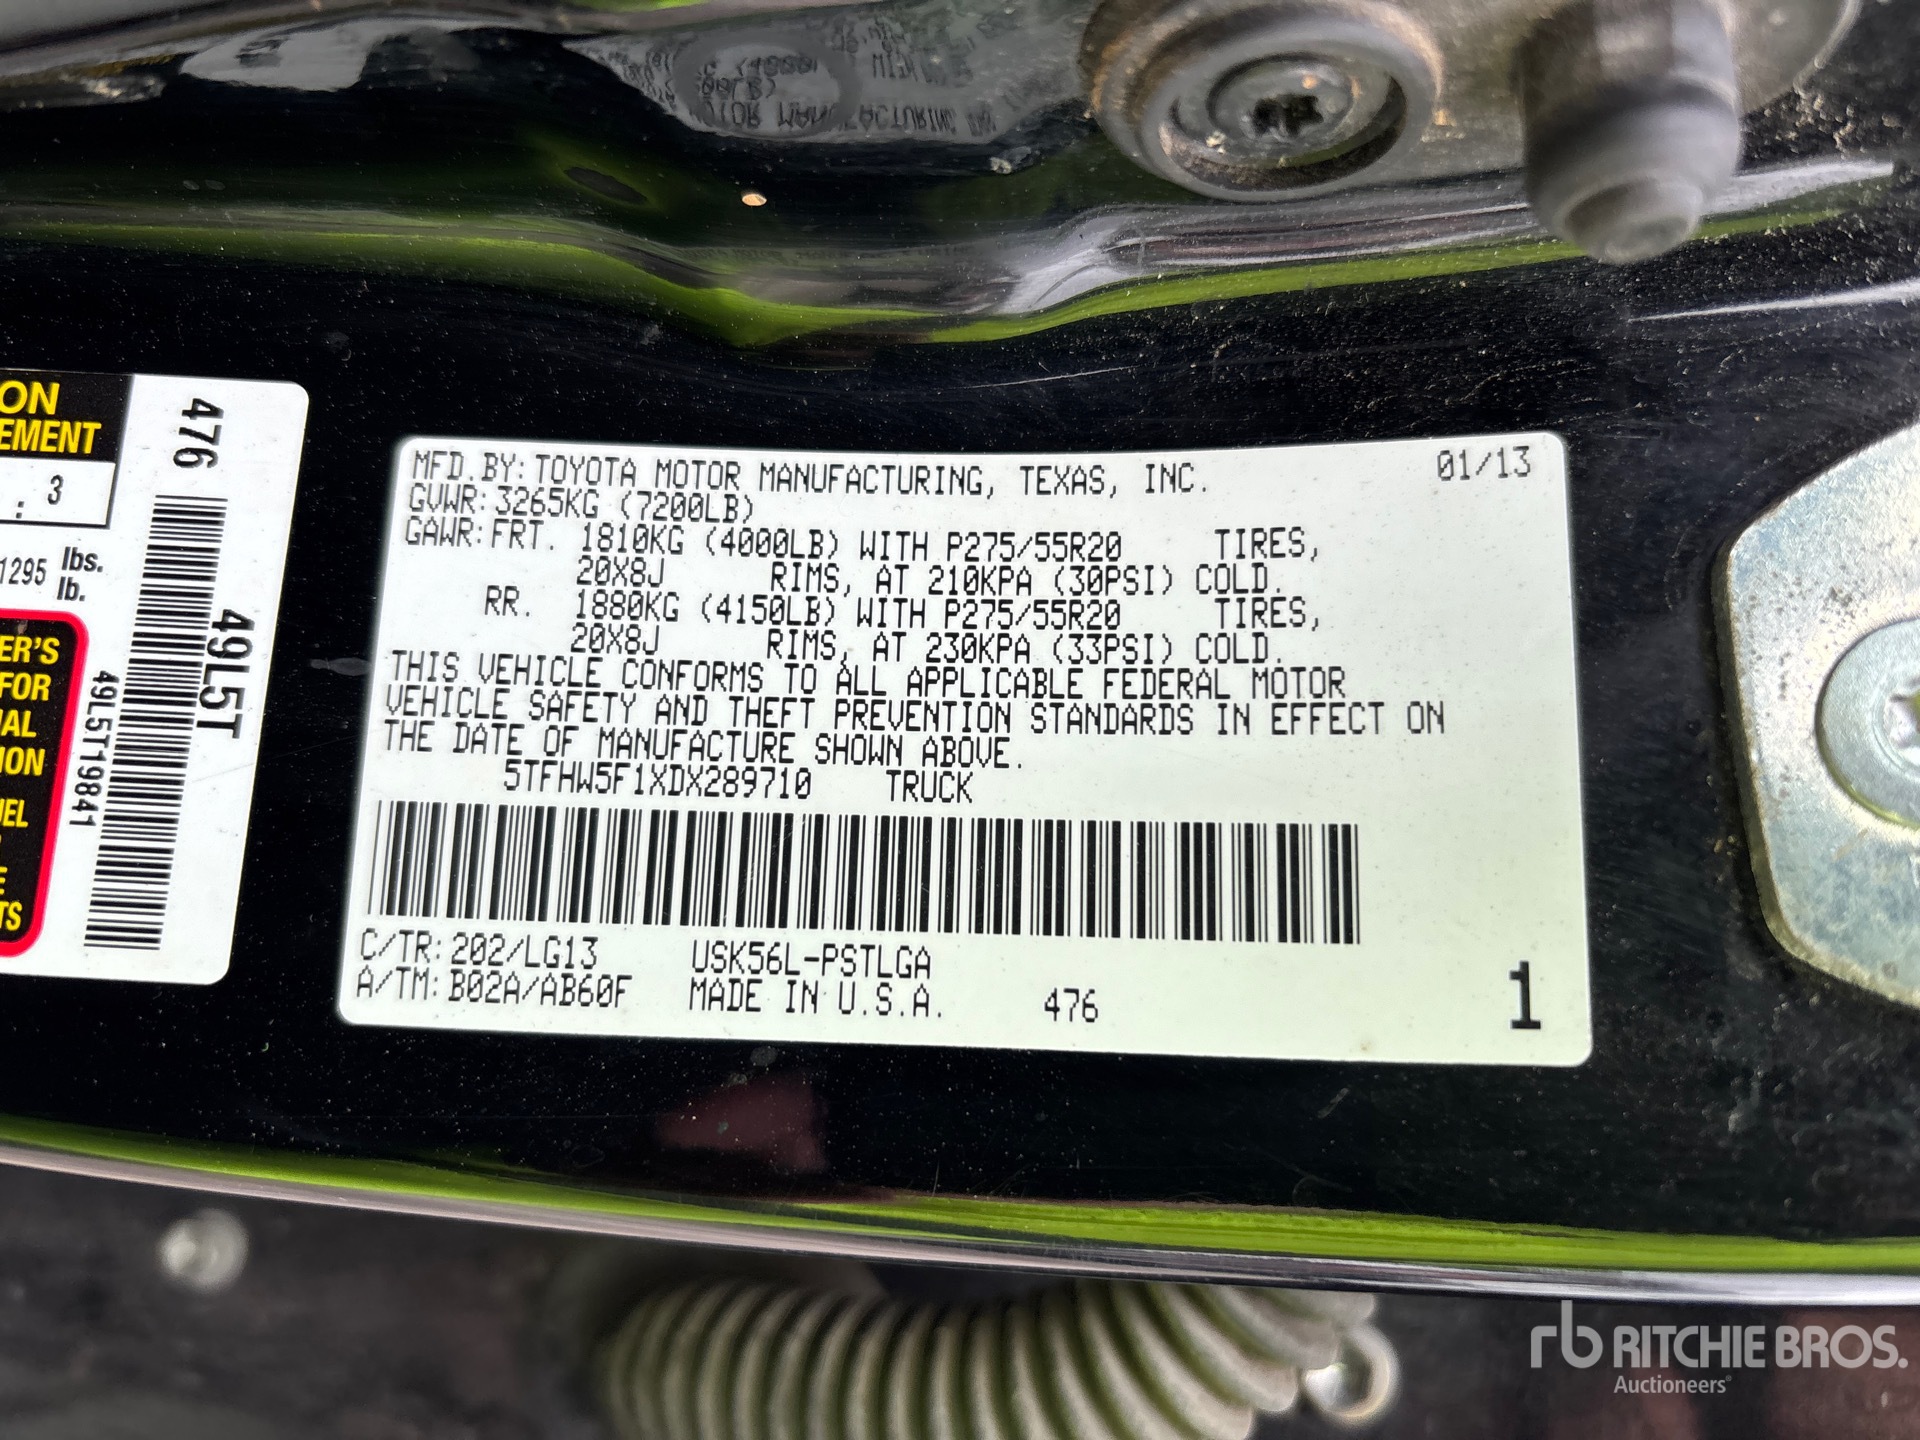 ON
EMENT
: 3
1295 lbs.
lb.
ER'S
FOR
AL
ION
EL
E
TS
476
49L5T
49L5T19841
MFD.BY:TOYOTA MOTOR MANUFACTURING, TEXAS, INC. 01/13
GVWR:3265KG (7200LB)
GAWR:FRT. 1810KG (4000LB) WITH P275/55R20 TIRES,
20X8J RIMS, AT 210KPA (30PSI) COLD.
RR. 1880KG (4150LB) WITH P275/55R20 TIRES,
20X8J RIMS, AT 230KPA (33PSI) COLD.
THIS VEHICLE CONFORMS TO ALL APPLICABLE FEDERAL MOTOR
VEHICLE SAFETY AND THEFT PREVENTION STANDARDS IN EFFECT ON
THE DATE OF MANUFACTURE SHOWN ABOVE.
5TFHW5F1XDX289710 TRUCK
C/TR:202/LG13 USK56L-PSTLGA
A/TM:B02A/AB60F MADE IN U.S.A. 476 1
rb RITCHIE BROS.
Auctioneers